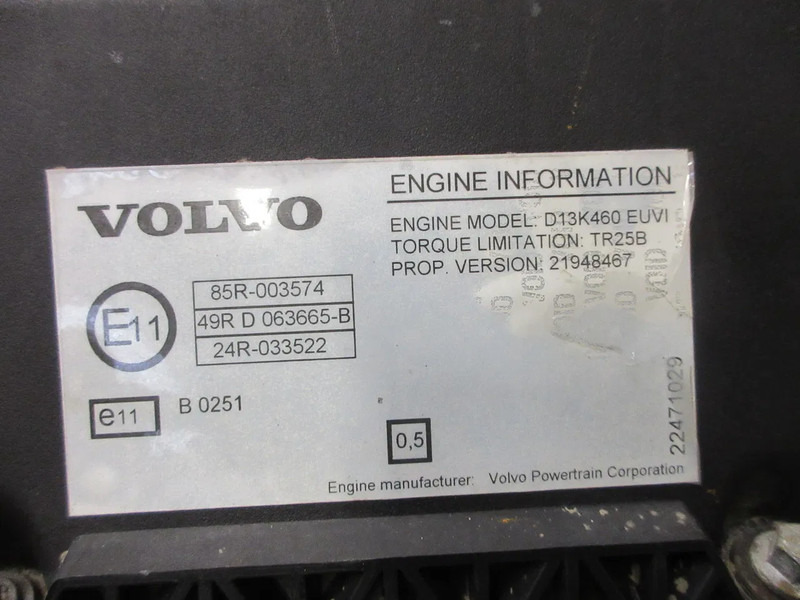 VOLVO
ENGINE INFORMATION
ENGINE MODEL: D13K460 EUVI
TORQUE LIMITATION: TR25B
PROP. VERSION: 21948467
E11
85R-003574
49R D 063665-B
24R-033522
e11
B 0251
0,5
VOID
22471029
Engine manufacturer: Volvo Powertrain Corporation